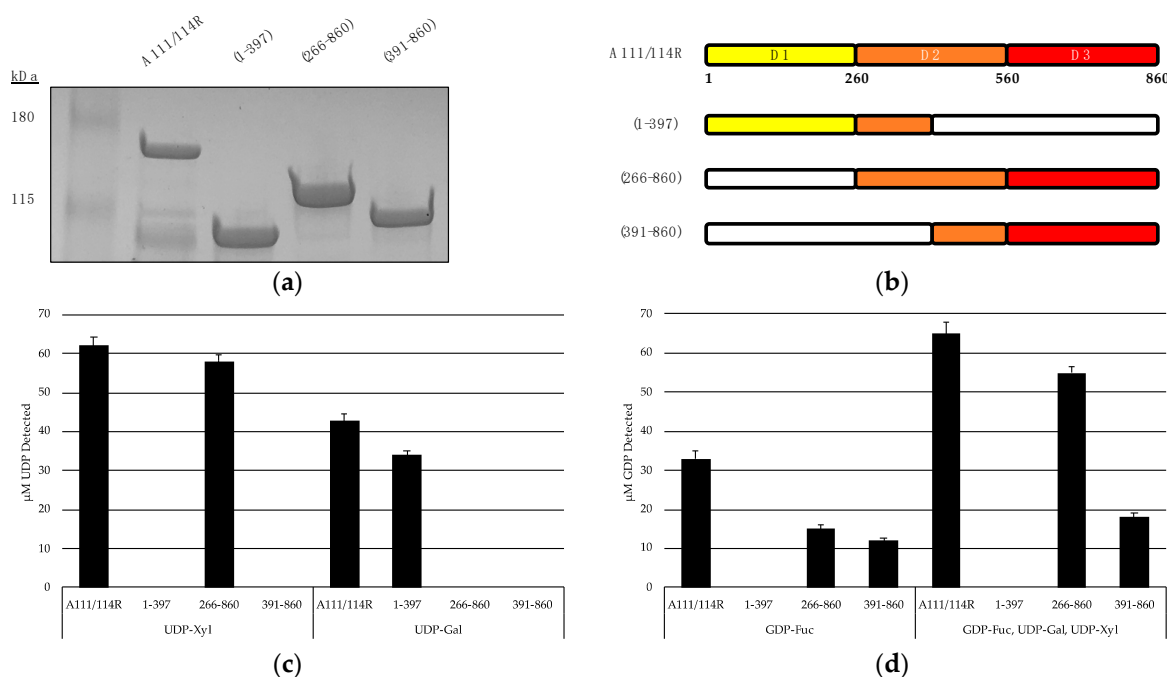 A111/114R
(1-397)
(266-860)
(391-860)
kDa
180
115
(a)
A111/114R
D1
D2
D3
1
260
560
860
(1-397)
(266-860)
(391-860)
(b)
70
60
50
40
30
20
10
0
µM UDP Detected
A111/114R 1-397 266-860 391-860 A111/114R 1-397 266-860 391-860
UDP-Xyl UDP-Gal
(c)
70
60
50
40
30
20
10
0
µM GDP Detected
A111/114R 1-397 266-860 391-860 A111/114R 1-397 266-860 391-860
GDP-Fuc GDP-Fuc, UDP-Gal, UDP-Xyl
(d)